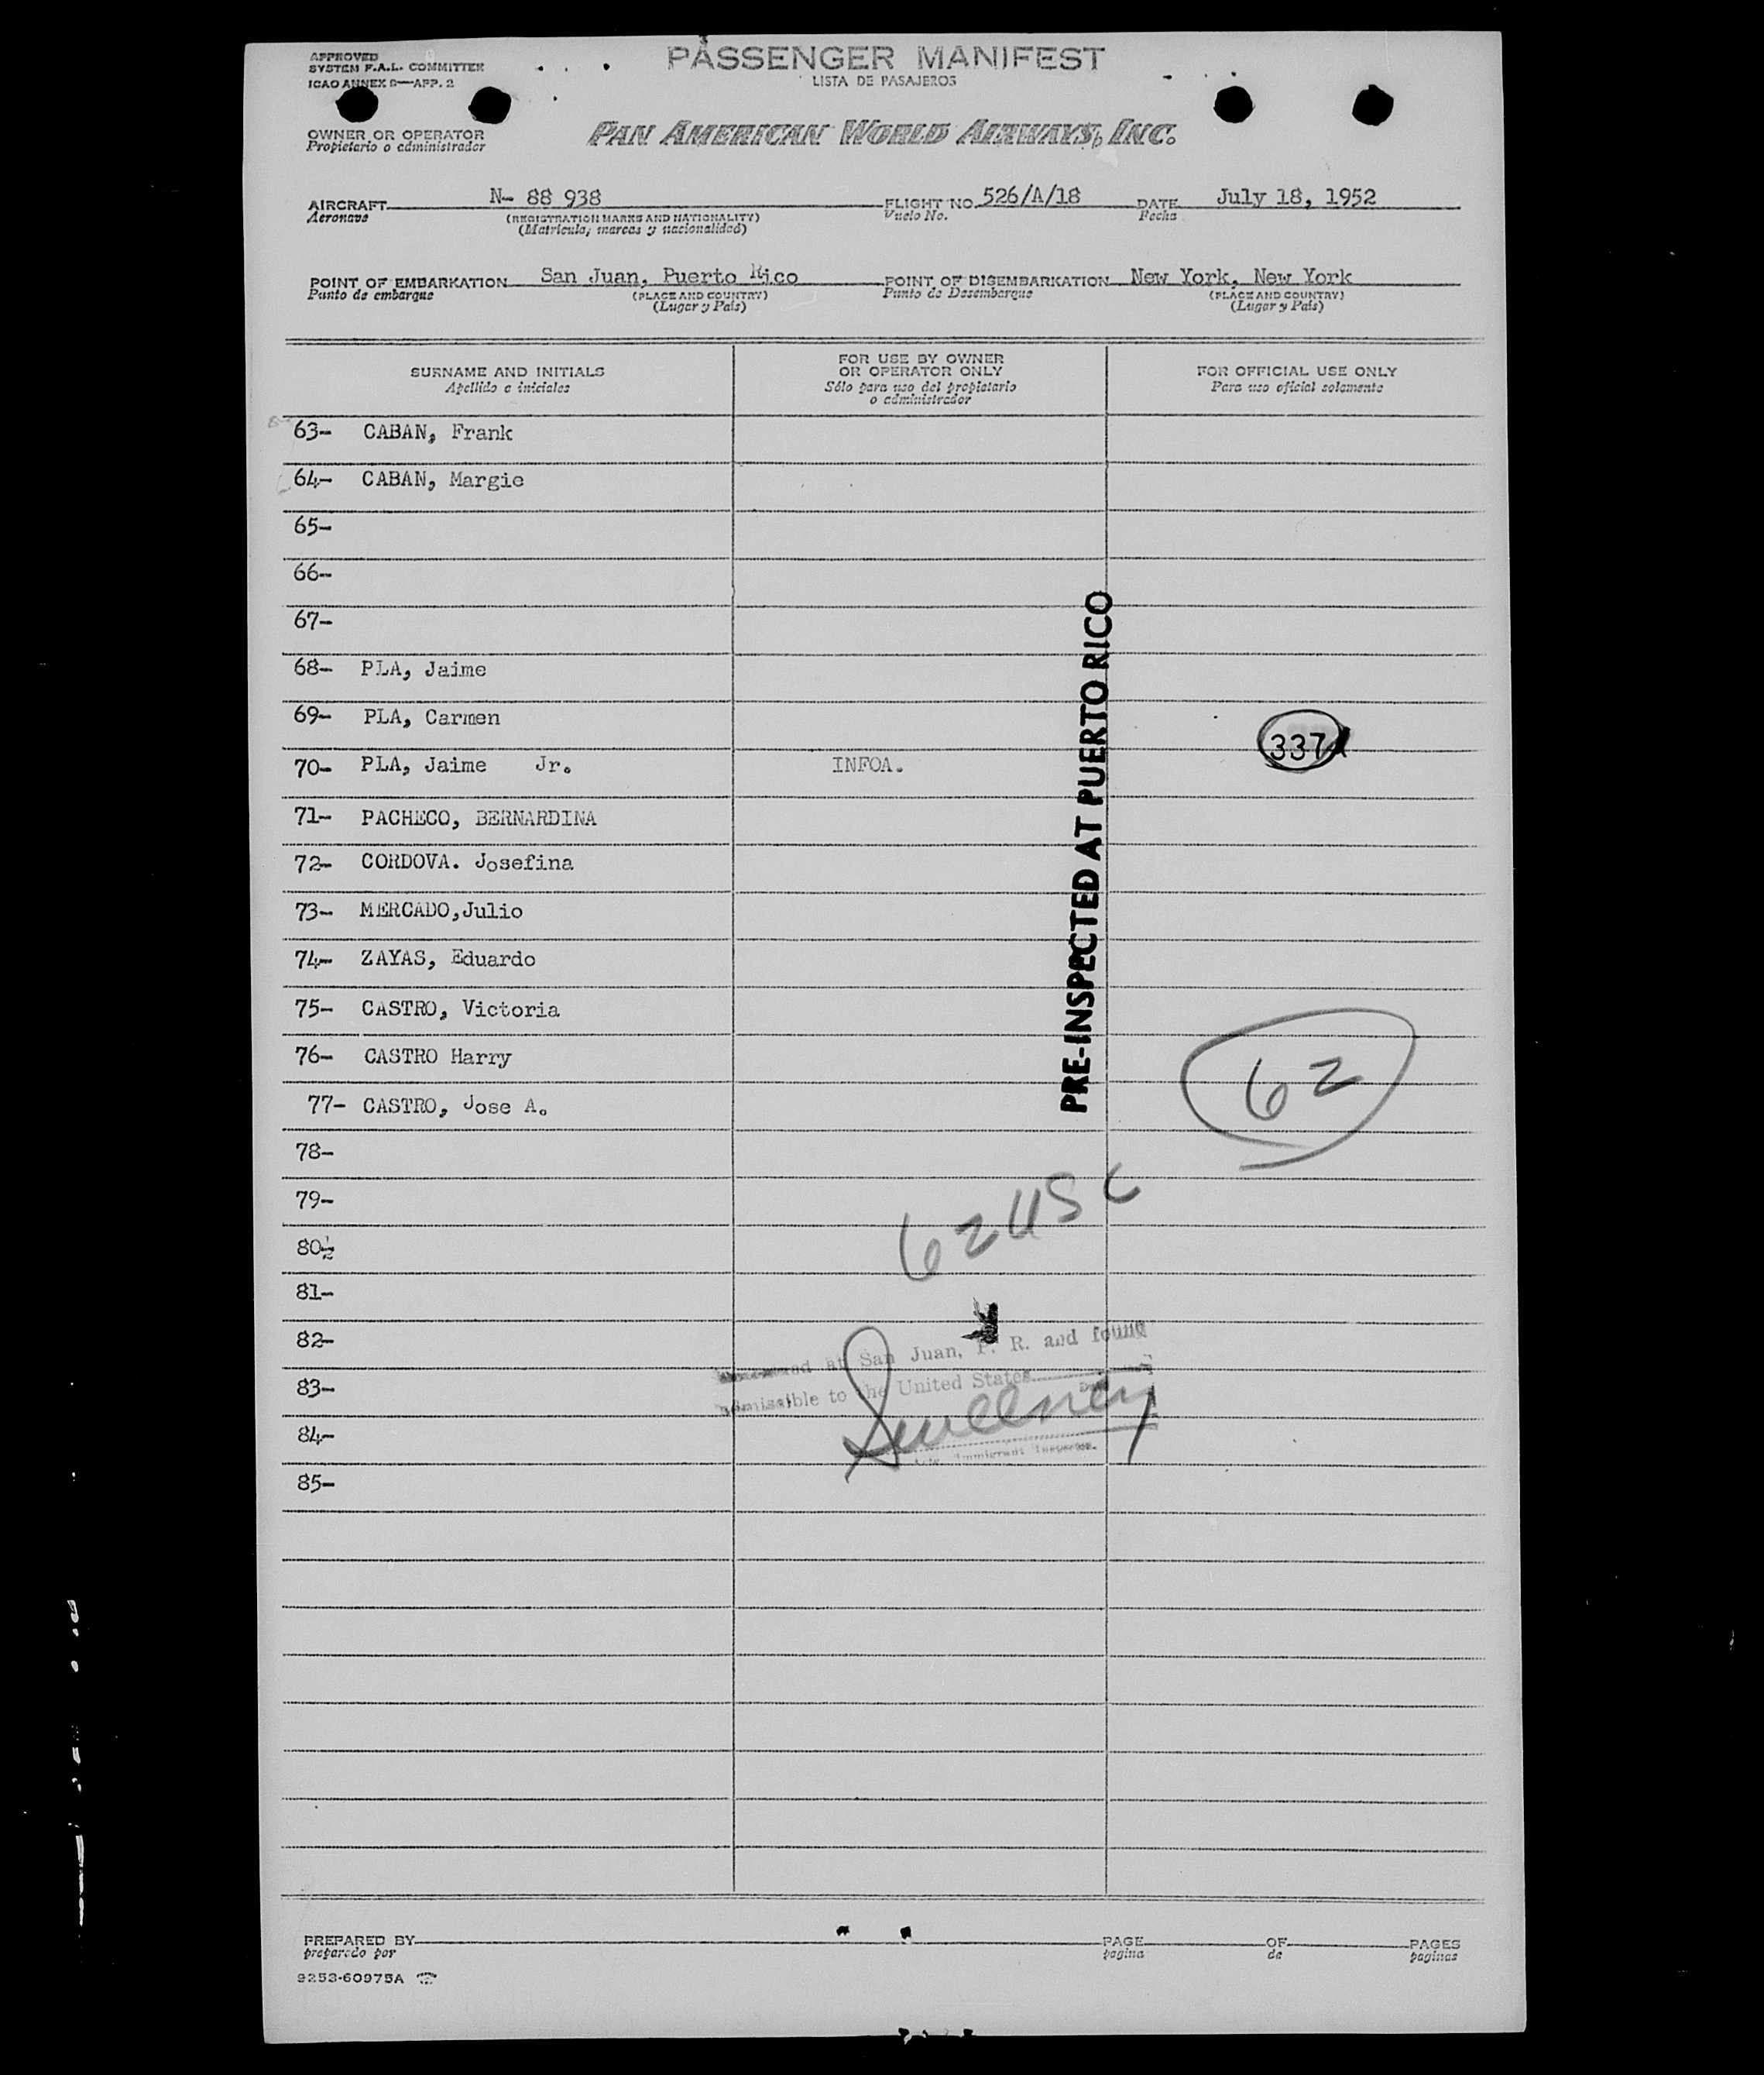 APPROVED
SYSTEM F.A.L. COMMITTEE
ICAO ANNEX 9—APP. 2
PASSENGER MANIFEST
LISTA DE PASAJEROS
OWNER OR OPERATOR
Propietario o administrador
PAN AMERICAN WORLD AIRWAYS, INC.
AIRCRAFT N- 88 938 FLIGHT NO. 526/A/18 DATE July 18, 1952
Aeronave (REGISTRATION MARKS AND NATIONALITY) Vuelo No. Fecha
(Matricula, marcas y nacionalidad)
POINT OF EMBARKATION San Juan, Puerto Rico POINT OF DISEMBARKATION New York, New York
Punto de embarque (PLACE AND COUNTRY) Punto de Desembarque (PLACE AND COUNTRY)
(Lugar y País) (Lugar y País)
SURNAME AND INITIALS
Apellido e iniciales
FOR USE BY OWNER
OR OPERATOR ONLY
Sólo para uso del propietario
o administrador
FOR OFFICIAL USE ONLY
Para uso oficial solamente
63- CABAN, Frank
64- CABAN, Margie
65-
66-
67-
68- PLA, Jaime
69- PLA, Carmen
337
70- PLA, Jaime Jr. INFOA.
71- PACHECO, BERNARDINA
72- CORDOVA. Josefina
73- MERCADO,Julio
74- ZAYAS, Eduardo
75- CASTRO, Victoria
76- CASTRO Harry
77- CASTRO, Jose A.
PRE-INSPECTED AT PUERTO RICO
62
78-
79-
62 USC
80-
81-
82-
at San Juan, P. R. and found
83-
admissible to the United States
84-
Immigrant Inspector.
85-
PREPARED BY PAGE OF PAGES
preparado por pagina de paginas
9253-60975A